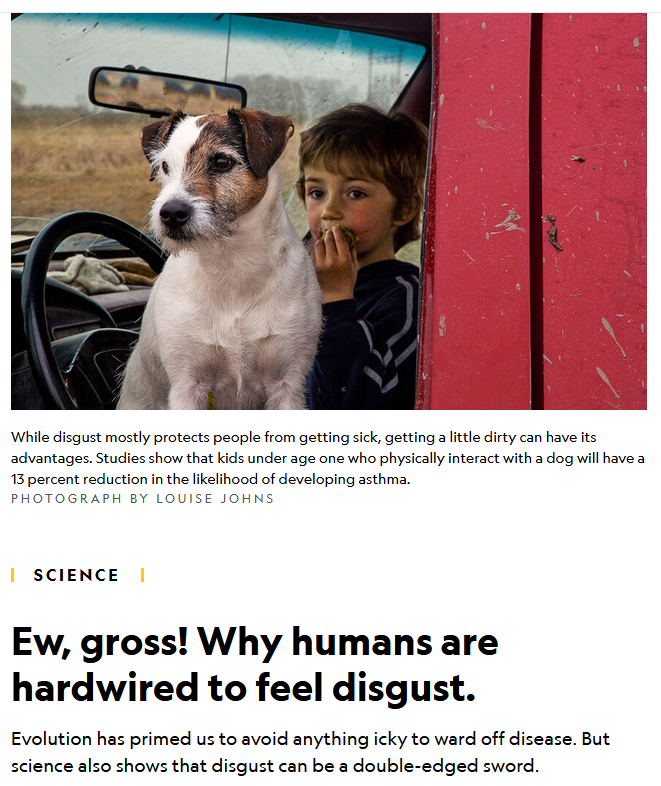 While disgust mostly protects people from getting sick, getting a little dirty can have its
advantages. Studies show that kids under age one who physically interact with a dog will have a
13 percent reduction in the likelihood of developing asthma.
PHOTOGRAPH BY LOUISE JOHNS
SCIENCE
Ew, gross! Why humans are
hardwired to feel disgust.
Evolution has primed us to avoid anything icky to ward off disease. But
science also shows that disgust can be a double-edged sword.